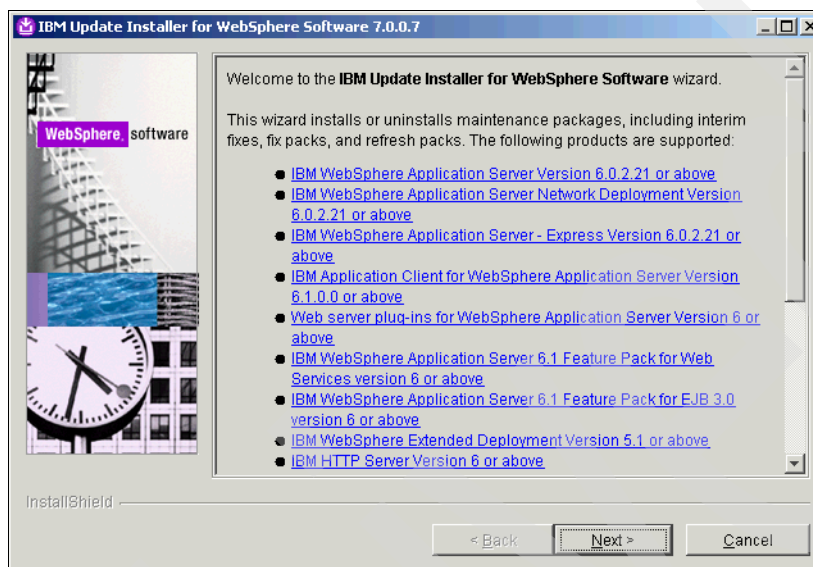 IBM Update Installer for WebSphere Software 7.0.0.7
WebSphere. software
Welcome to the IBM Update Installer for WebSphere Software wizard.
This wizard installs or uninstalls maintenance packages, including interim
fixes, fix packs, and refresh packs. The following products are supported:
IBM WebSphere Application Server Version 6.0.2.21 or above
IBM WebSphere Application Server Network Deployment Version
6.0.2.21 or above
IBM WebSphere Application Server - Express Version 6.0.2.21 or
above
IBM Application Client for WebSphere Application Server Version
6.1.0.0 or above
Web server plug-ins for WebSphere Application Server Version 6 or
above
IBM WebSphere Application Server 6.1 Feature Pack for Web
Services version 6 or above
IBM WebSphere Application Server 6.1 Feature Pack for EJB 3.0
version 6 or above
IBM WebSphere Extended Deployment Version 5.1 or above
IBM HTTP Server Version 6 or above
InstallShield
< Back
Next >
Cancel